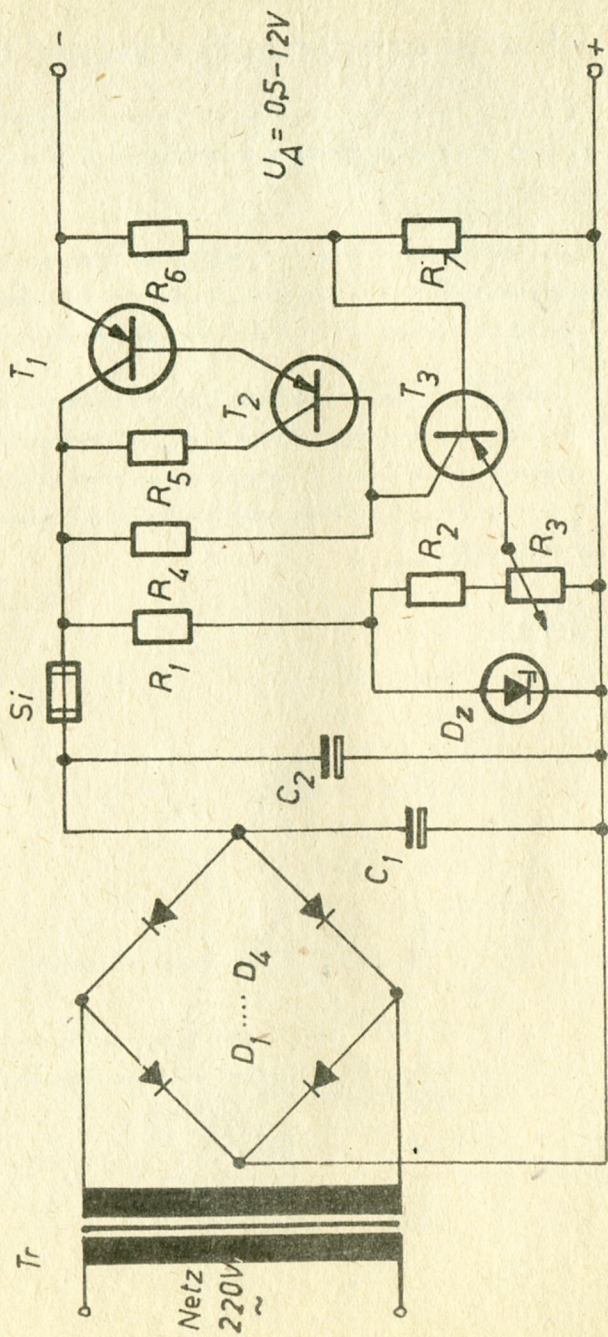 Tr
Netz
220V
~
D1 ..... D4
C1
C2
Si
Dz
R1
R2
R3
R4
R5
T1
T2
T3
R6
R7
UA = 0,5-12V
-
+